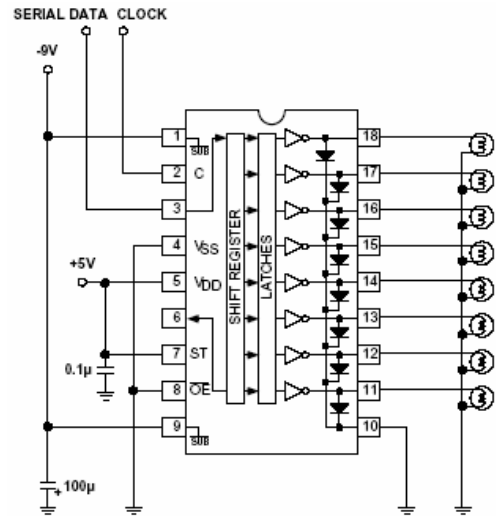 SERIAL DATA CLOCK
-9V
1
SUB
18
2
C
17
3
16
4
VSS
15
+5V
5
VDD
14
6
13
7
ST
12
0.1μ
8
OE
11
9
SUB
10
SHIFT REGISTER
LATCHES
+ 100μ